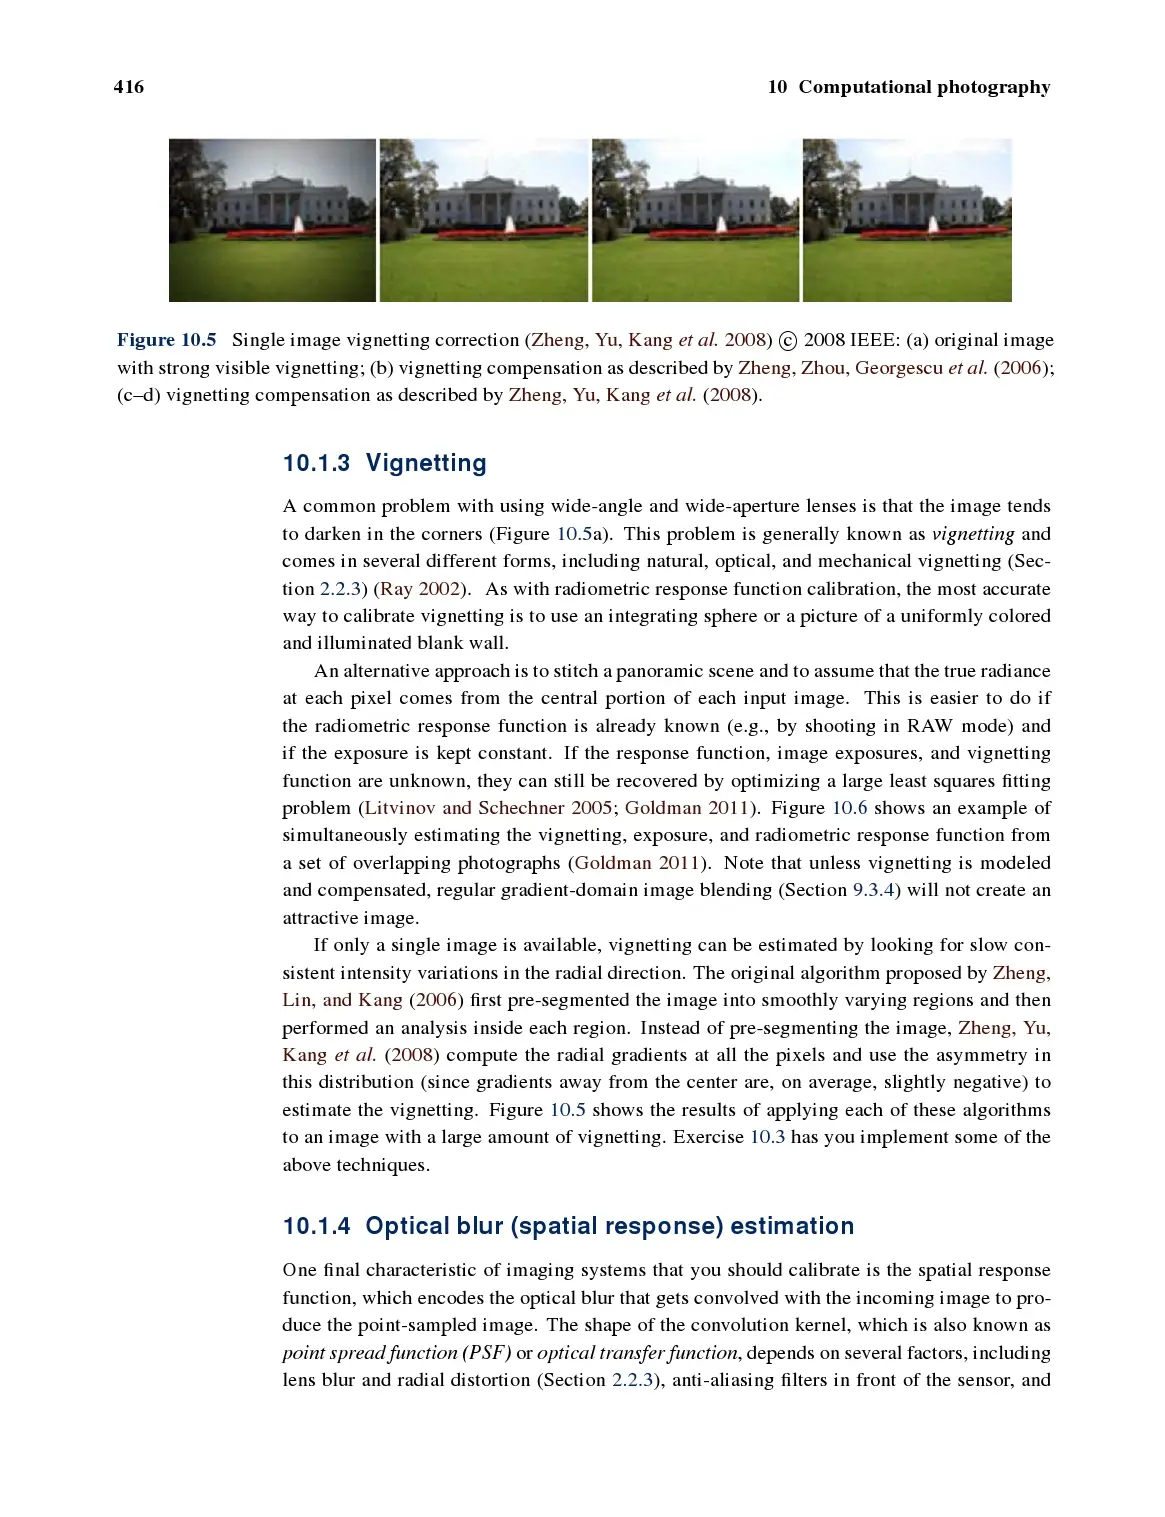 416 10 Computational photography
Figure 10.5 Single image vignetting correction (Zheng, Yu, Kang et al. 2008) © 2008 IEEE: (a) original image
with strong visible vignetting; (b) vignetting compensation as described by Zheng, Zhou, Georgescu et al. (2006);
(c–d) vignetting compensation as described by Zheng, Yu, Kang et al. (2008).
10.1.3 Vignetting
A common problem with using wide-angle and wide-aperture lenses is that the image tends
to darken in the corners (Figure 10.5a). This problem is generally known as vignetting and
comes in several different forms, including natural, optical, and mechanical vignetting (Sec-
tion 2.2.3) (Ray 2002). As with radiometric response function calibration, the most accurate
way to calibrate vignetting is to use an integrating sphere or a picture of a uniformly colored
and illuminated blank wall.
An alternative approach is to stitch a panoramic scene and to assume that the true radiance
at each pixel comes from the central portion of each input image. This is easier to do if
the radiometric response function is already known (e.g., by shooting in RAW mode) and
if the exposure is kept constant. If the response function, image exposures, and vignetting
function are unknown, they can still be recovered by optimizing a large least squares fitting
problem (Litvinov and Schechner 2005; Goldman 2011). Figure 10.6 shows an example of
simultaneously estimating the vignetting, exposure, and radiometric response function from
a set of overlapping photographs (Goldman 2011). Note that unless vignetting is modeled
and compensated, regular gradient-domain image blending (Section 9.3.4) will not create an
attractive image.
If only a single image is available, vignetting can be estimated by looking for slow con-
sistent intensity variations in the radial direction. The original algorithm proposed by Zheng,
Lin, and Kang (2006) first pre-segmented the image into smoothly varying regions and then
performed an analysis inside each region. Instead of pre-segmenting the image, Zheng, Yu,
Kang et al. (2008) compute the radial gradients at all the pixels and use the asymmetry in
this distribution (since gradients away from the center are, on average, slightly negative) to
estimate the vignetting. Figure 10.5 shows the results of applying each of these algorithms
to an image with a large amount of vignetting. Exercise 10.3 has you implement some of the
above techniques.
10.1.4 Optical blur (spatial response) estimation
One final characteristic of imaging systems that you should calibrate is the spatial response
function, which encodes the optical blur that gets convolved with the incoming image to pro-
duce the point-sampled image. The shape of the convolution kernel, which is also known as
point spread function (PSF) or optical transfer function, depends on several factors, including
lens blur and radial distortion (Section 2.2.3), anti-aliasing filters in front of the sensor, and